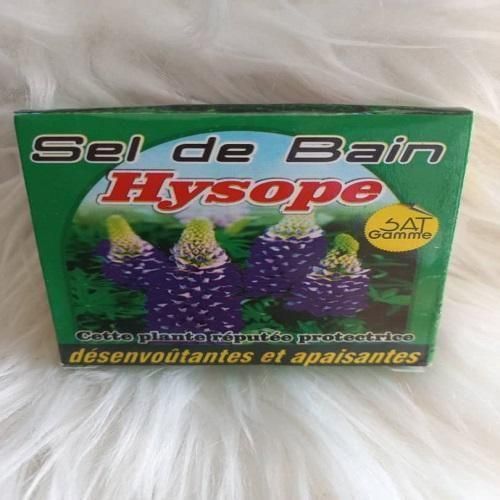 Sel de Bain
Hysope
SAT
Gamme
Cette plante réputée protectrice
désenvoûtantes et apaisantes